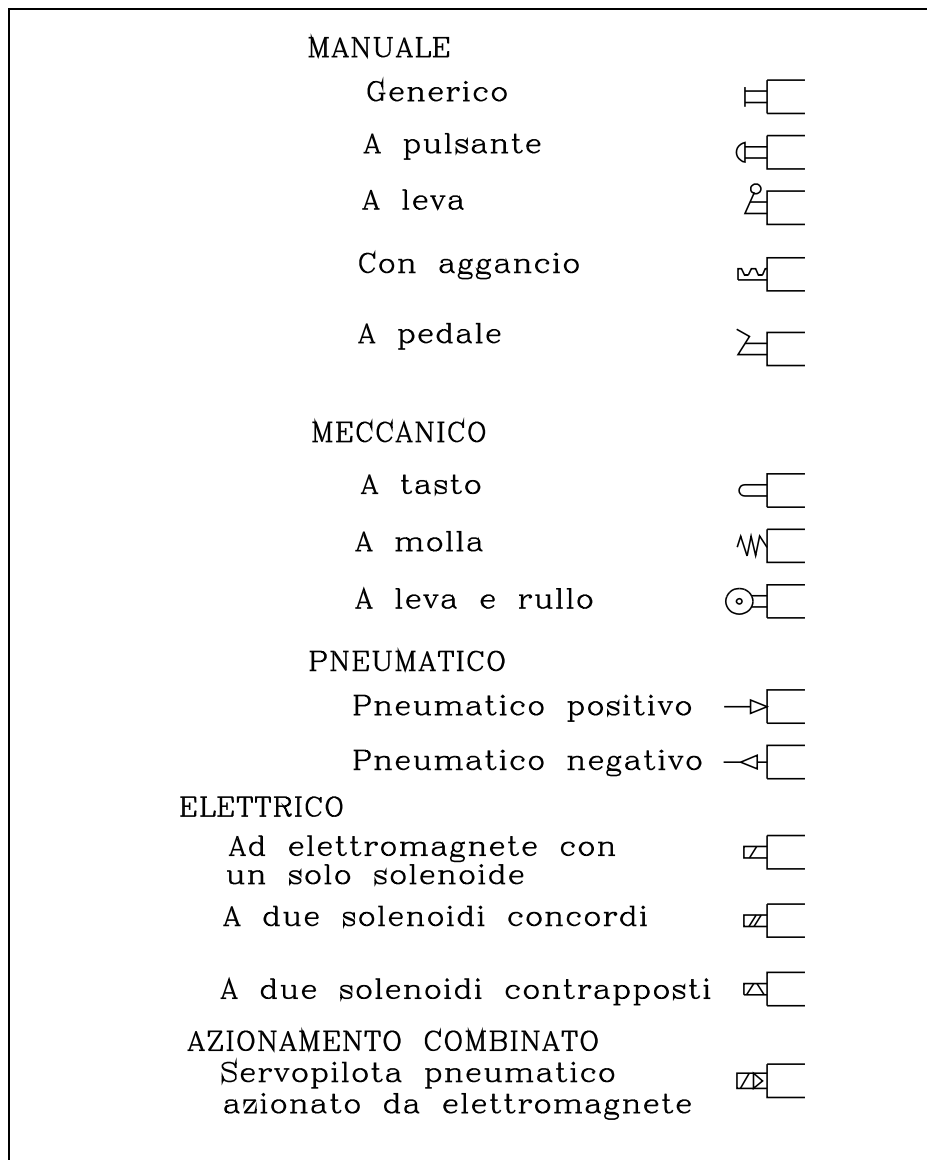 MANUALE
Generico
A pulsante
A leva
Con aggancio
A pedale
MECCANICO
A tasto
A molla
A leva e rullo
PNEUMATICO
Pneumatico positivo
Pneumatico negativo
ELETTRICO
Ad elettromagnete con
un solo solenoide
A due solenoidi concordi
A due solenoidi contrapposti
AZIONAMENTO COMBINATO
Servopilota pneumatico
azionato da elettromagnete